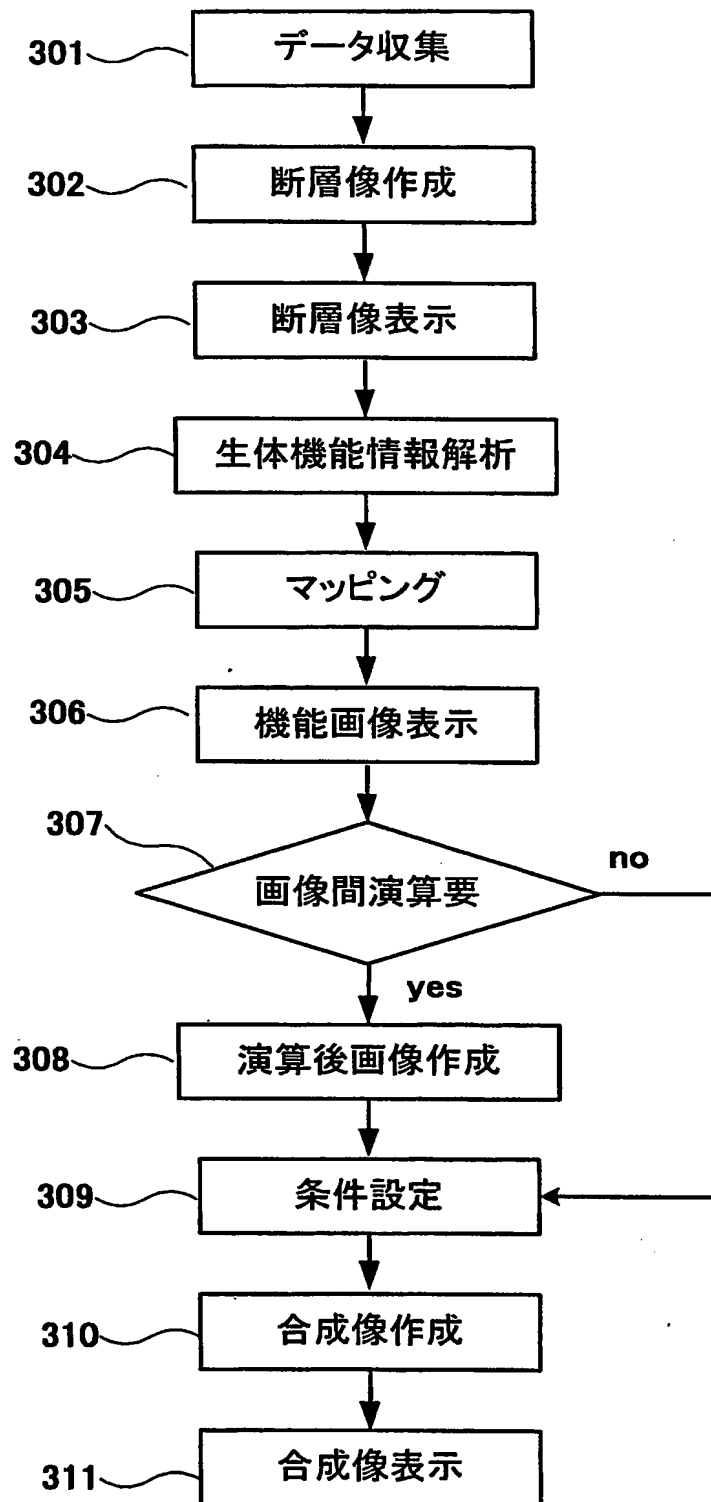 301 データ収集
302 断層像作成
303 断層像表示
304 生体機能情報解析
305 マッピング
306 機能画像表示
307 画像間演算要
no
yes
308 演算後画像作成
309 条件設定
310 合成像作成
311 合成像表示